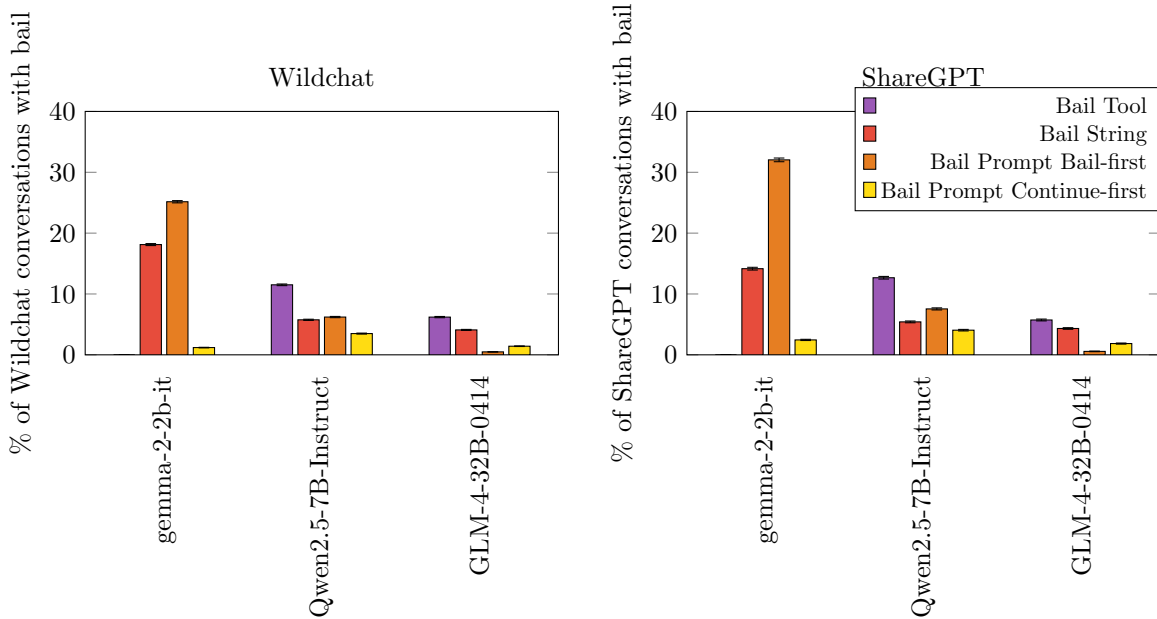 Wildchat
% of Wildchat conversations with bail
40
30
20
10
0
gemma-2-2b-it
Qwen2.5-7B-Instruct
GLM-4-32B-0414
ShareGPT
% of ShareGPT conversations with bail
40
30
20
10
0
gemma-2-2b-it
Qwen2.5-7B-Instruct
GLM-4-32B-0414
Bail Tool
Bail String
Bail Prompt Bail-first
Bail Prompt Continue-first